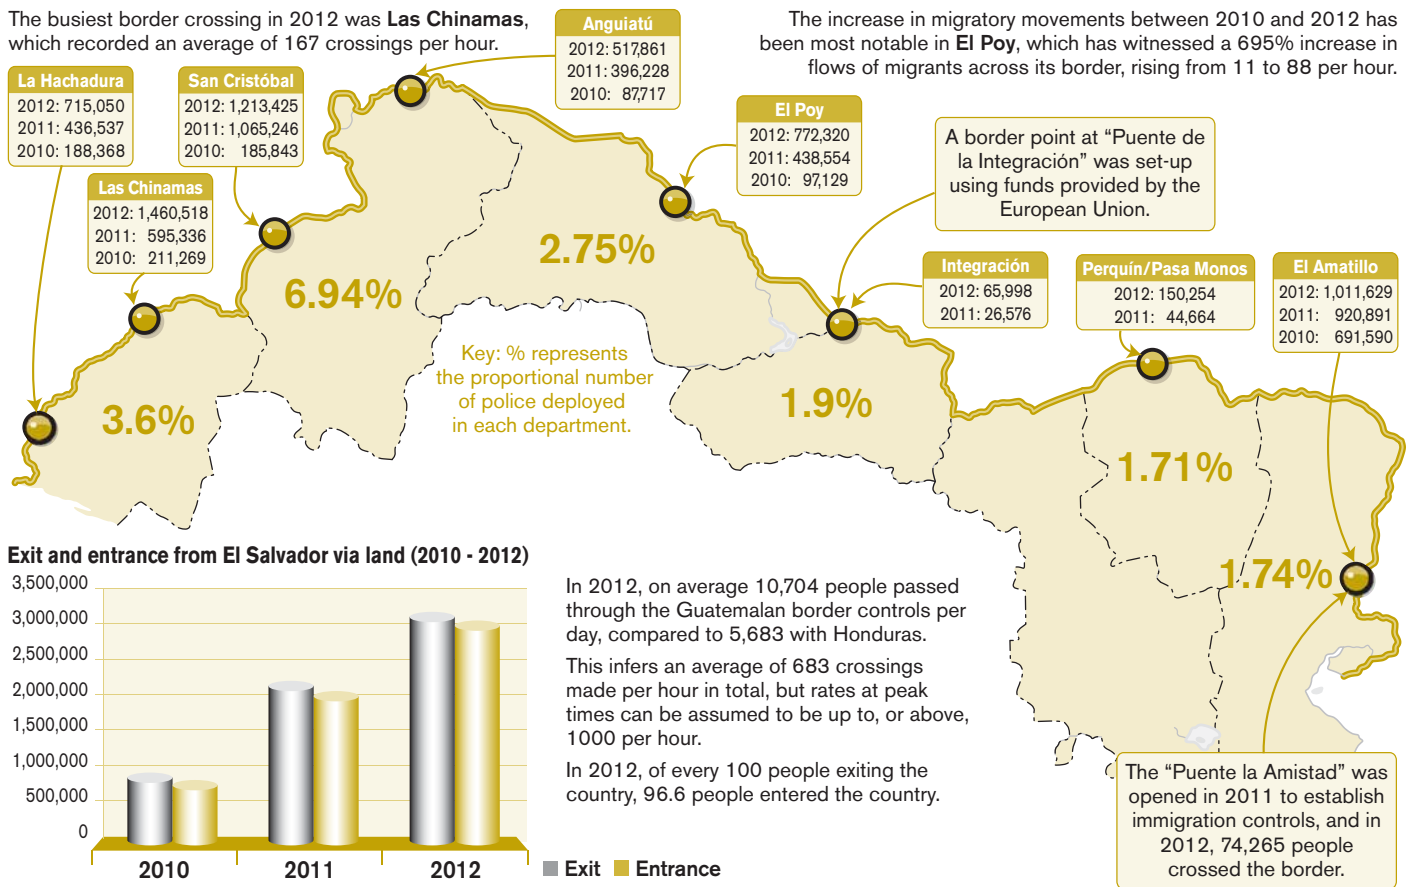 The busiest border crossing in 2012 was Las Chinamas,
which recorded an average of 167 crossings per hour.
The increase in migratory movements between 2010 and 2012 has
been most notable in El Poy, which has witnessed a 695% increase in
flows of migrants across its border, rising from 11 to 88 per hour.
La Hachadura
2012: 715,050
2011: 436,537
2010: 188,368
San Cristóbal
2012: 1,213,425
2011: 1,065,246
2010: 185,843
Anguiatú
2012: 517,861
2011: 396,228
2010: 87,717
El Poy
2012: 772,320
2011: 438,554
2010: 97,129
A border point at “Puente de
la Integración” was set-up
using funds provided by the
European Union.
Las Chinamas
2012: 1,460,518
2011: 595,336
2010: 211,269
Integración
2012: 65,998
2011: 26,576
Perquín/Pasa Monos
2012: 150,254
2011: 44,664
El Amatillo
2012: 1,011,629
2011: 920,891
2010: 691,590
3.6%
6.94%
2.75%
1.9%
1.71%
1.74%
Key: % represents
the proportional number
of police deployed
in each department.
Exit and entrance from El Salvador via land (2010 - 2012)
3,500,000
3,000,000
2,500,000
2,000,000
1,500,000
1,000,000
500,000
0
2010
2011
2012
Exit
Entrance
In 2012, on average 10,704 people passed
through the Guatemalan border controls per
day, compared to 5,683 with Honduras.
This infers an average of 683 crossings
made per hour in total, but rates at peak
times can be assumed to be up to, or above,
1000 per hour.
In 2012, of every 100 people exiting the
country, 96.6 people entered the country.
The “Puente la Amistad” was
opened in 2011 to establish
immigration controls, and in
2012, 74,265 people
crossed the border.